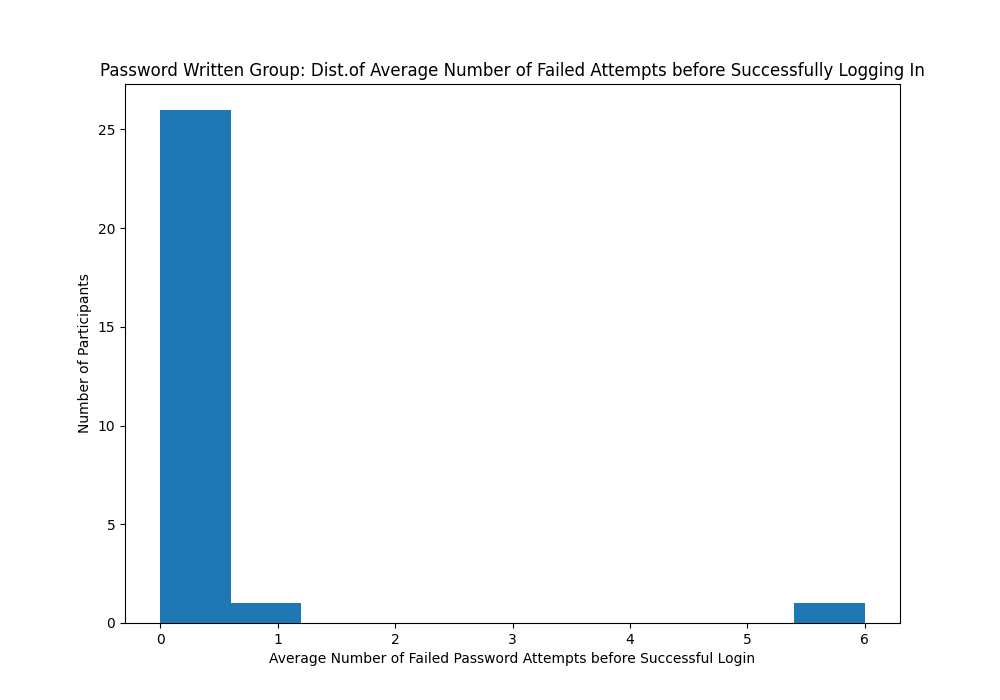 Password Written Group: Dist.of Average Number of Failed Attempts before Successfully Logging In
25
20
15
10
5
0
Number of Participants
0 1 2 3 4 5 6
Average Number of Failed Password Attempts before Successful Login